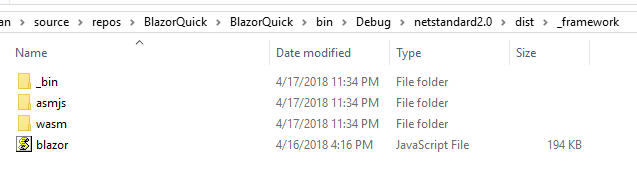 an > source > repos > BlazorQuick > BlazorQuick > bin > Debug > netstandard2.0 > dist > _framework
Name Date modified Type Size
_bin 4/17/2018 11:34 PM File folder
asmjs 4/17/2018 11:34 PM File folder
wasm 4/17/2018 11:34 PM File folder
blazor 4/16/2018 4:16 PM JavaScript File 194 KB